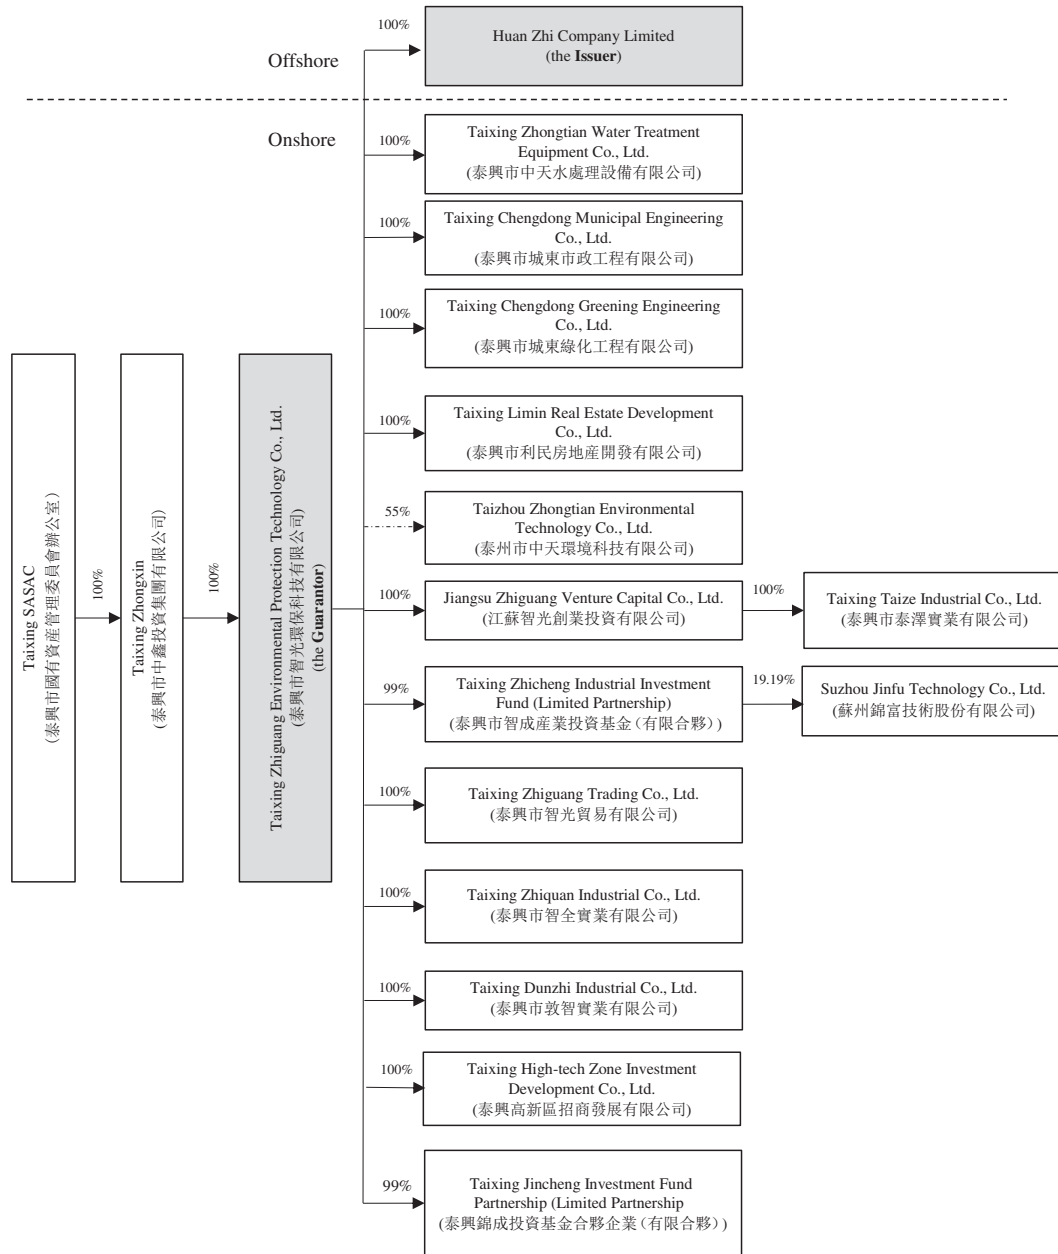 100%
Huan Zhi Company Limited
(the Issuer)
Offshore
Onshore
100%
Taixing Zhongtian Water Treatment
Equipment Co., Ltd.
(泰興市中天水處理設備有限公司)
100%
Taixing Chengdong Municipal Engineering
Co., Ltd.
(泰興市城東市政工程有限公司)
100%
Taixing Chengdong Greening Engineering
Co., Ltd.
(泰興市城東綠化工程有限公司)
Taixing SASAC
(泰興市國有資產管理委員會辦公室)
100%
Taixing Zhongxin
(泰興市中鑫投資集團有限公司)
100%
Taixing Zhiguang Environmental Protection Technology Co., Ltd.
(泰興市智光環保科技有限公司)
(the Guarantor)
100%
Taixing Limin Real Estate Development
Co., Ltd.
(泰興市利民房地產開發有限公司)
55%
Taizhou Zhongtian Environmental
Technology Co., Ltd.
(泰州市中天環境科技有限公司)
100%
Jiangsu Zhiguang Venture Capital Co., Ltd.
(江蘇智光創業投資有限公司)
100%
Taixing Taize Industrial Co., Ltd.
(泰興市泰澤實業有限公司)
99%
Taixing Zhicheng Industrial Investment
Fund (Limited Partnership)
(泰興市智成產業投資基金(有限合夥))
19.19%
Suzhou Jinfu Technology Co., Ltd.
(蘇州錦富技術股份有限公司)
100%
Taixing Zhiguang Trading Co., Ltd.
(泰興市智光貿易有限公司)
100%
Taixing Zhiquan Industrial Co., Ltd.
(泰興市智全實業有限公司)
100%
Taixing Dunzhi Industrial Co., Ltd.
(泰興市敦智實業有限公司)
100%
Taixing High-tech Zone Investment
Development Co., Ltd.
(泰興高新區招商發展有限公司)
99%
Taixing Jincheng Investment Fund
Partnership (Limited Partnership
(泰興錦成投資基金合夥企業(有限合夥))